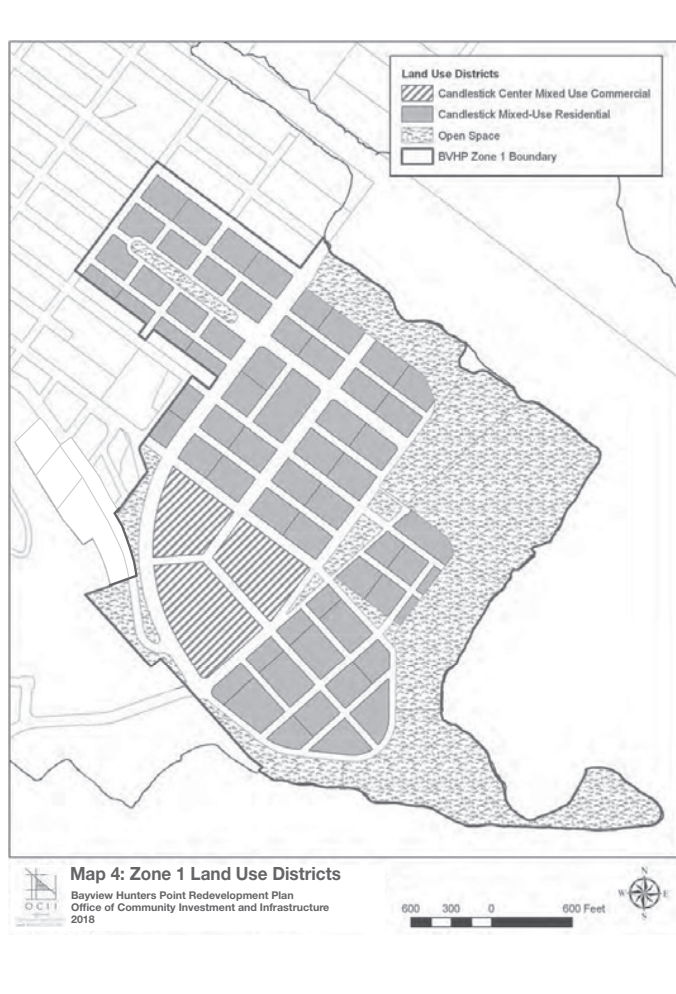 Land Use Districts
Candlestick Center Mixed Use Commercial
Candlestick Mixed-Use Residential
Open Space
BVHP Zone 1 Boundary
Map 4: Zone 1 Land Use Districts
Bayview Hunters Point Redevelopment Plan
Office of Community Investment and Infrastructure
2018
OCII
600 300 0 600 Feet
N
W E
S